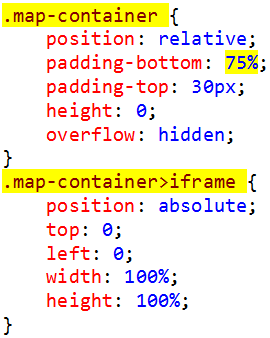 .map-container {
    position: relative;
    padding-bottom: 75%;
    padding-top: 30px;
    height: 0;
    overflow: hidden;
}
.map-container>iframe {
    position: absolute;
    top: 0;
    left: 0;
    width: 100%;
    height: 100%;
}